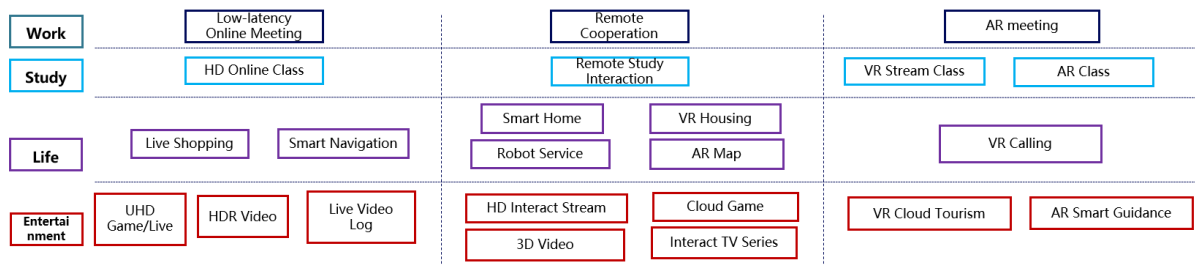 Work
Low-latency
Online Meeting
Remote
Cooperation
AR meeting
Study
HD Online Class
Remote Study
Interaction
VR Stream Class
AR Class
Life
Live Shopping
Smart Navigation
Smart Home
VR Housing
Robot Service
AR Map
VR Calling
Entertai
nment
UHD
Game/Live
HDR Video
Live Video
Log
HD Interact Stream
Cloud Game
3D Video
Interact TV Series
VR Cloud Tourism
AR Smart Guidance